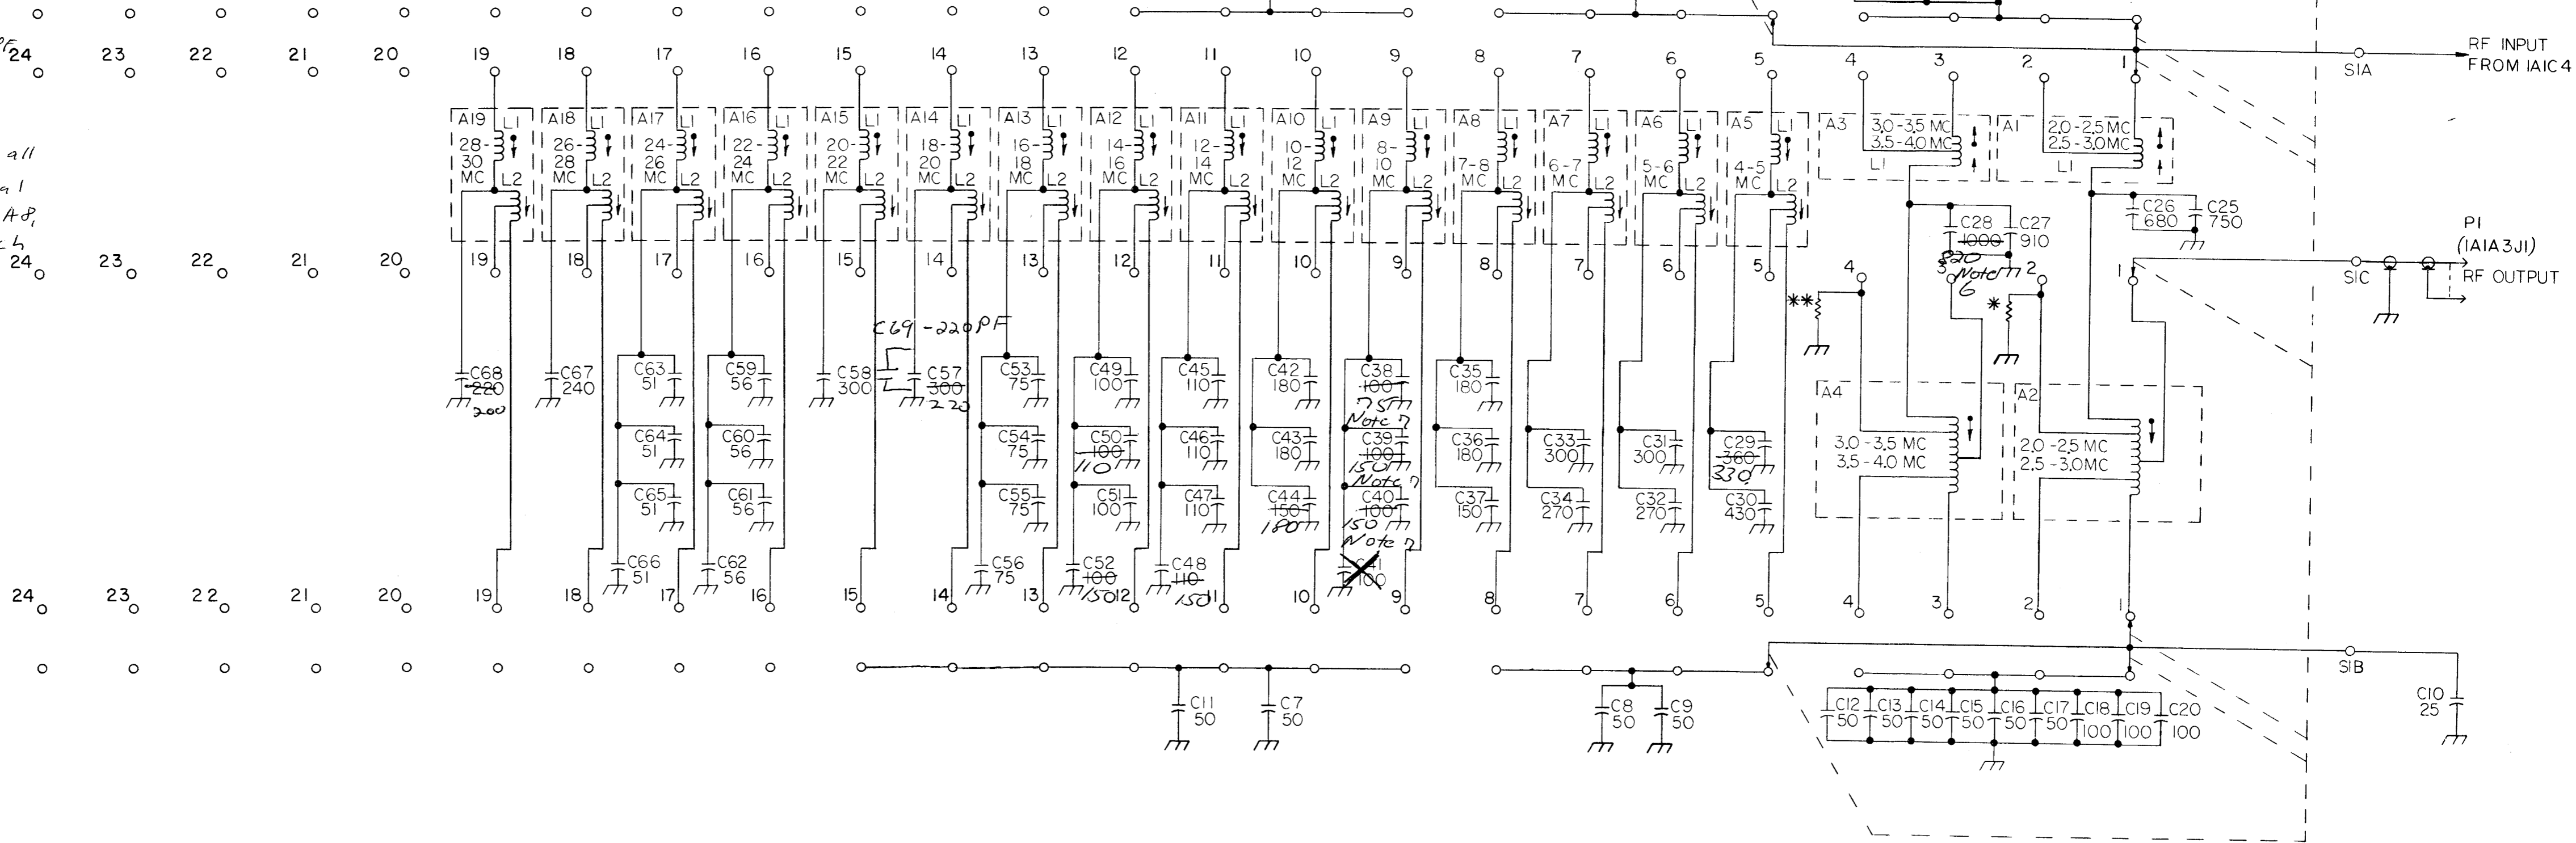 PF
24 23 22 21 20 19 18 17 16 15 14 13 12 11 10 9 8 7 6 5 4 3 2 1
S1A
RF INPUT
FROM 1A1C4
all
A8,
A19 L1 28-30 MC L2
A18 L1 26-28 MC L2
A17 L1 24-26 MC L2
A16 L1 22-24 MC L2
A15 L1 20-22 MC L2
A14 L1 18-20 MC L2
A13 L1 16-18 MC L2
A12 L1 14-16 MC L2
A11 L1 12-14 MC L2
A10 L1 10-12 MC L2
A9 L1 8-10 MC L2
A8 L1 7-8 MC L2
A7 L1 6-7 MC L2
A6 L1 5-6 MC L2
A5 L1 4-5 MC L2
A3 3.0-3.5 MC
3.5-4.0 MC
L1
A1 2.0-2.5 MC
2.5-3.0MC
L1
C28 1000
820
Note
6
C27 910
C26 680
C25 750
P1
(1A1A3J1)
RF OUTPUT
S1C
24 23 22 21 20 19 18 17 16 15 14 13 12 11 10 9 8 7 6 5 4 3 2 1
** *
C69-220PF
C68 220
200
C67 240
C63 51
C59 56
C58 300
C57 300
220
C53 75
C49 100
C45 110
C42 180
C38 100
75
Note 7
C35 180
C64 51
C60 56
C54 75
C50 100
110
C46 110
C43 180
C39 100
150
Note 7
C36 180
C33 300
C31 300
C29 360
330
C65 51
C61 56
C55 75
C51 100
C47 110
C44 150
180
C40 100
150
Note 7
C37 150
C34 270
C32 270
C30 430
A4
3.0-3.5 MC
3.5-4.0 MC
A2
2.0-2.5 MC
2.5-3.0MC
C66 51
C62 56
C56 75
C52 100
150
C48 110
150
C41 100
24 23 22 21 20 19 18 17 16 15 14 13 12 11 10 9 8 7 6 5 4 3 2 1
S1B
C11 50
C7 50
C8 50
C9 50
C12 50
C13 50
C14 50
C15 50
C16 50
C17 50
C18 100
C19 100
C20 100
C10 25